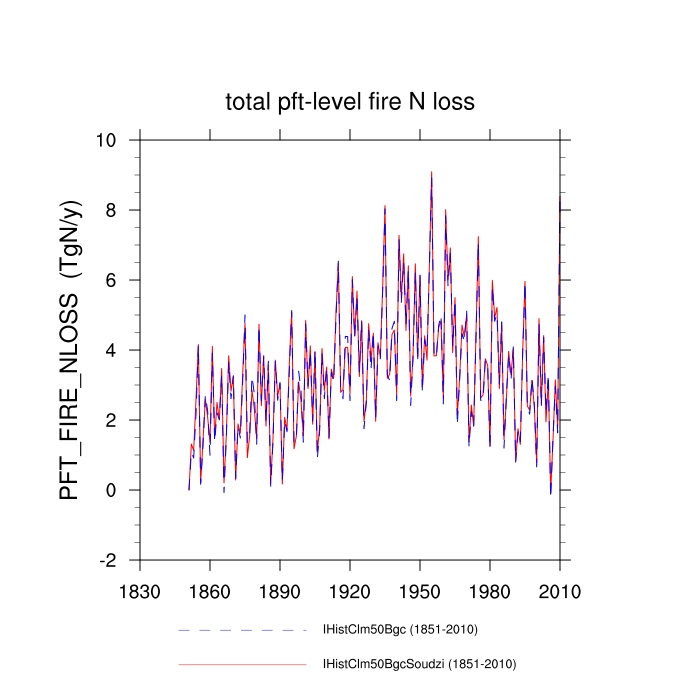 total pft-level fire N loss
PFT_FIRE_NLOSS (TgN/y)
10
8
6
4
2
0
-2
1830 1860 1890 1920 1950 1980 2010
IHistClm50Bgc (1851-2010)
IHistClm50BgcSoudzi (1851-2010)